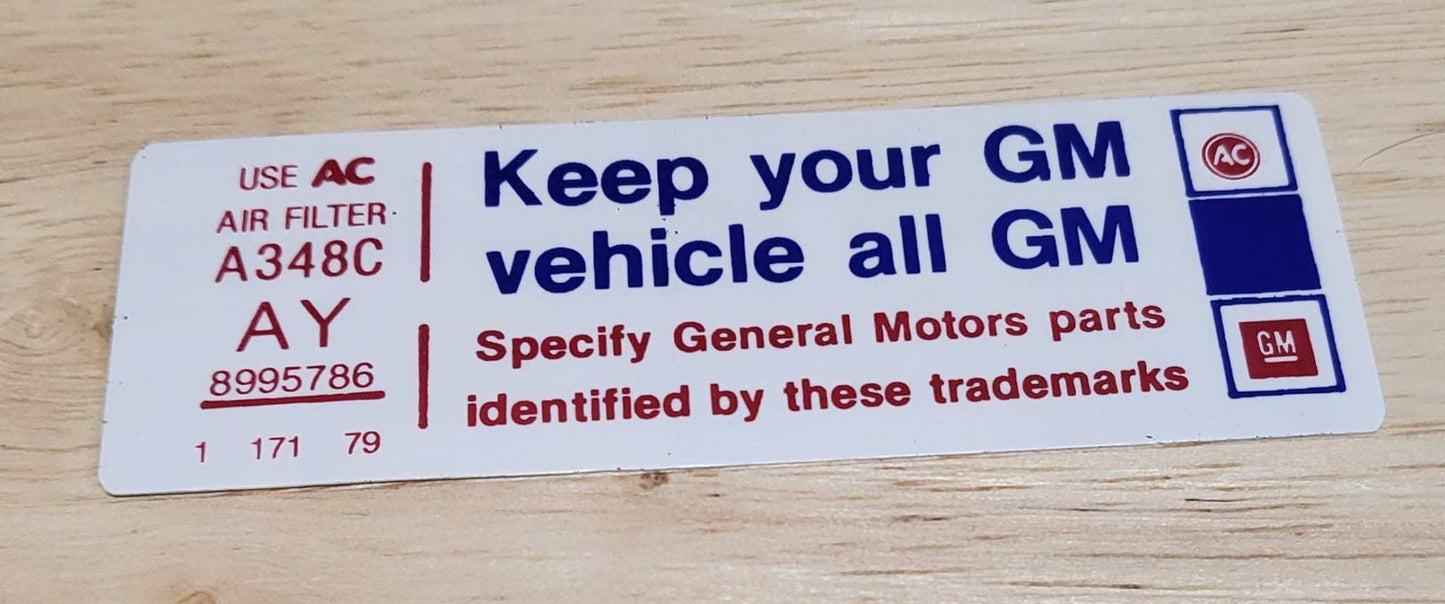 USE AC
AIR FILTER
A348C
AY
8995786
1 171 79
Keep your GM
vehicle all GM
Specify General Motors parts
identified by these trademarks
AC
GM